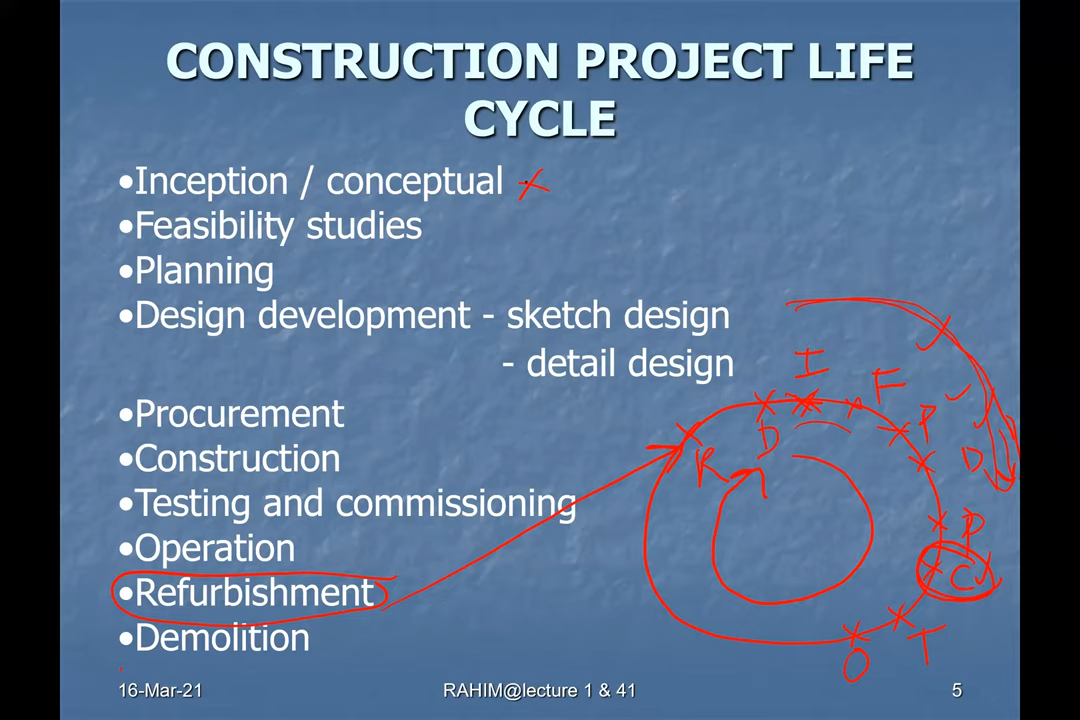 CONSTRUCTION PROJECT LIFE
CYCLE
•Inception / conceptual
•Feasibility studies
•Planning
•Design development - sketch design
- detail design
•Procurement
•Construction
•Testing and commissioning
•Operation
•Refurbishment
•Demolition
I
F
P
D
R
D
P
C
T
O
16-Mar-21 RAHIM@lecture 1 & 41 5